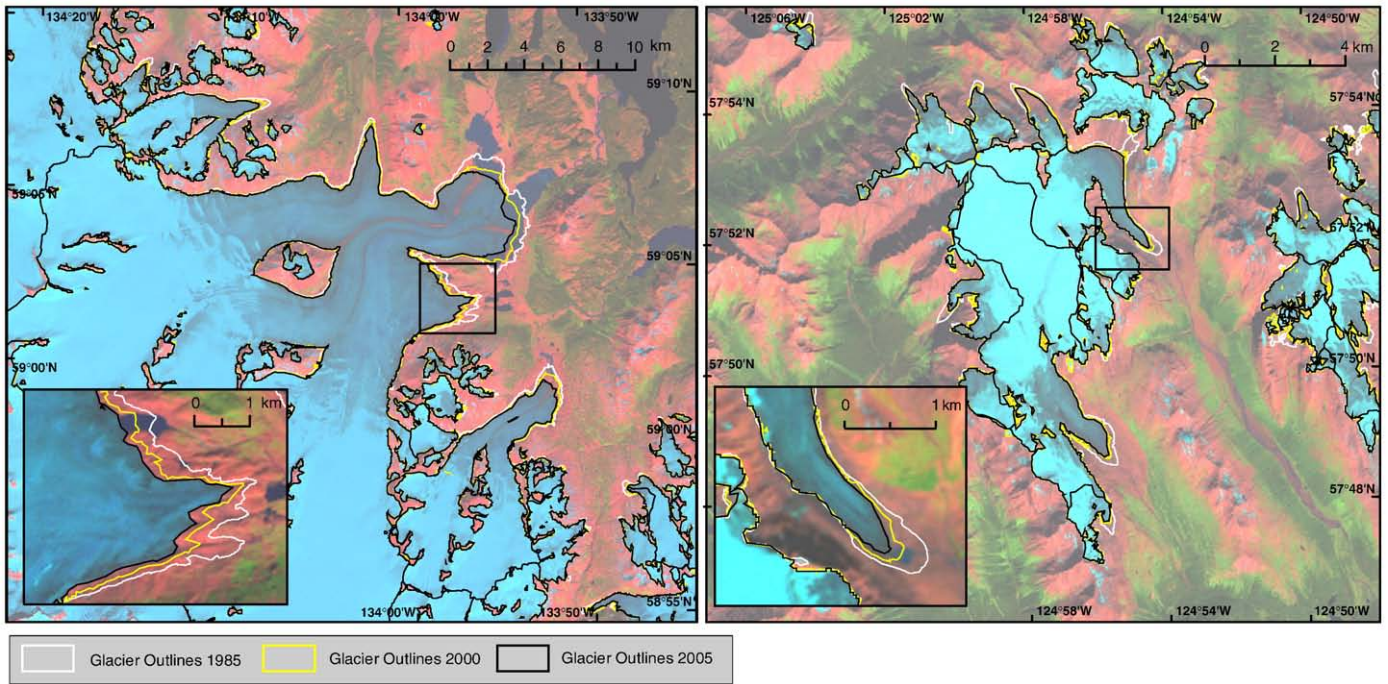 134°20'W 134°10'W 134°00'W 133°50'W
0 2 4 6 8 10 km
59°10'N
59°05'N
59°05'N
59°00'N
0 1 km
59°00'N
134°00'W 133°50'W 58°55'N
125°06'W 125°02'W 124°58'W 124°54'W 124°50'W
0 2 4 km
57°54'N 57°54'N
57°52'N 57°52'N
57°50'N 57°50'N
0 1 km
57°48'N
124°58'W 124°54'W 124°50'W
Glacier Outlines 1985 Glacier Outlines 2000 Glacier Outlines 2005